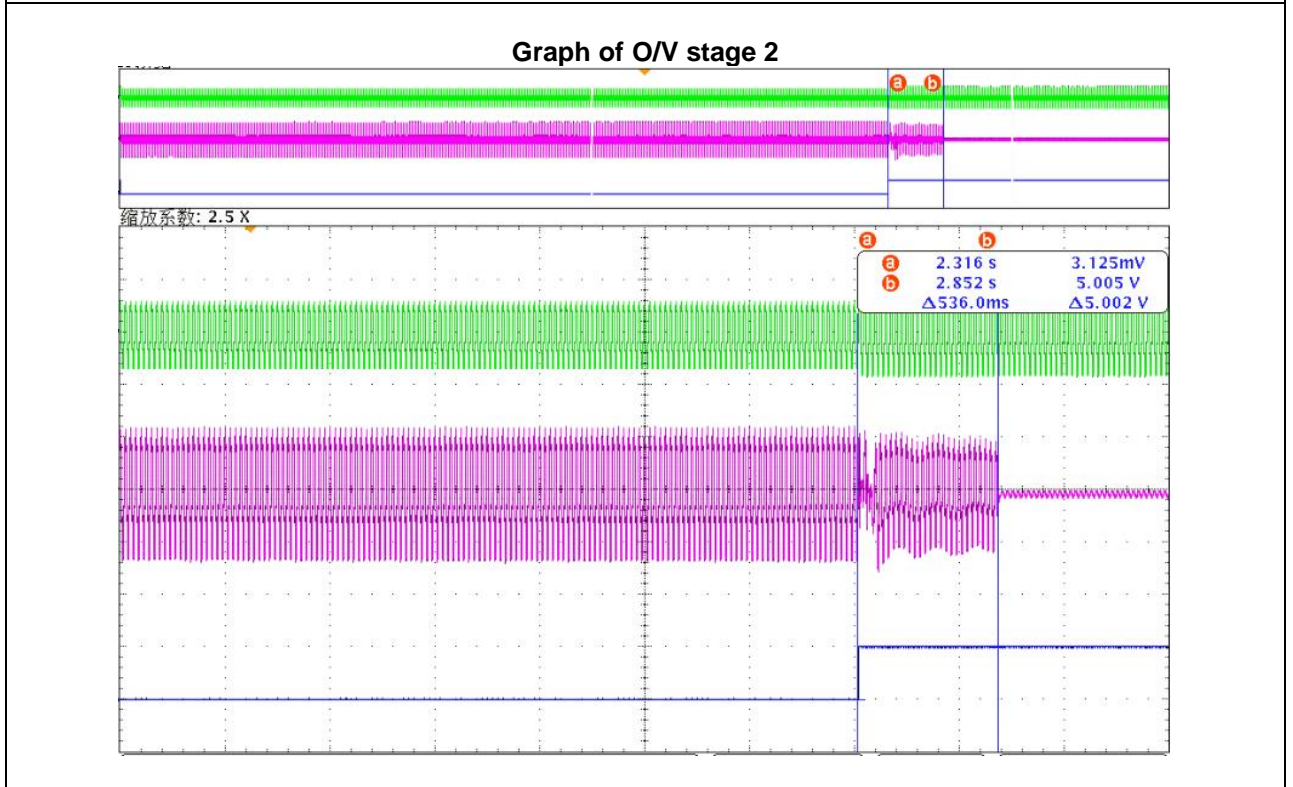 Graph of O/V stage 2
a b
缩放系数: 2.5 X
a b
a 2.316 s 3.125mV
b 2.852 s 5.005 V
Δ536.0ms Δ5.002 V